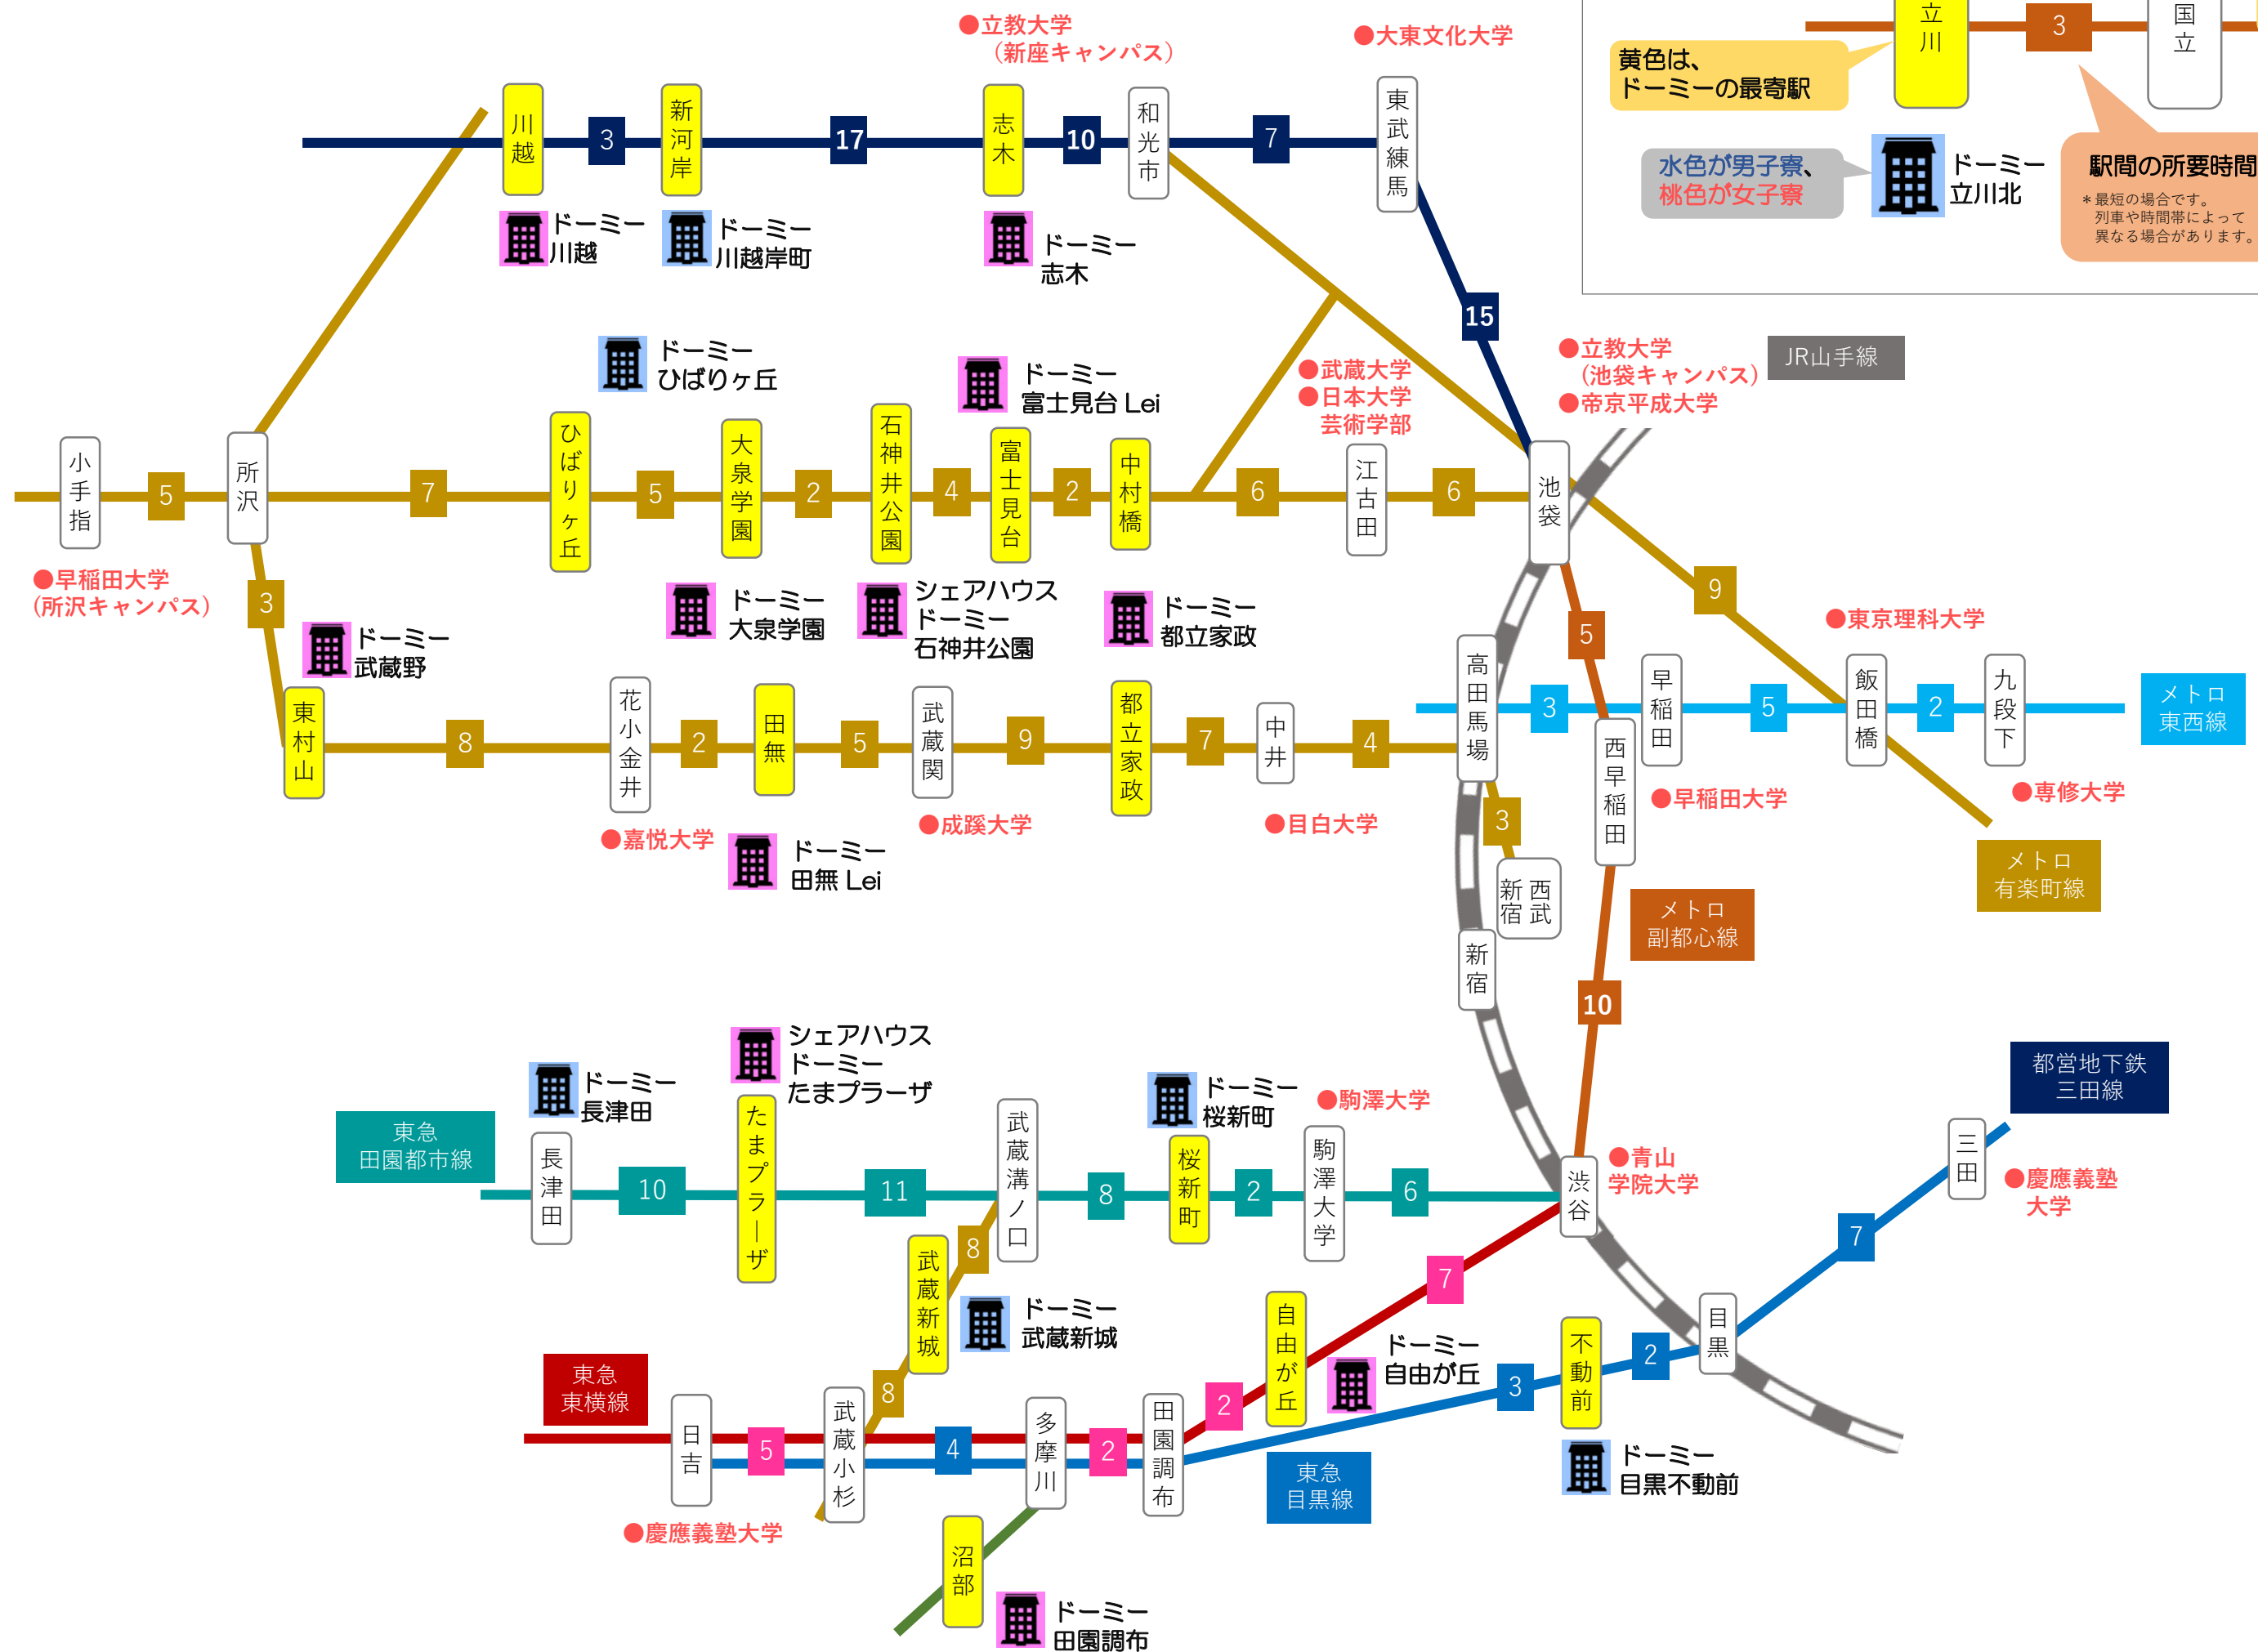 ●立教大学
(新座キャンパス)
●大東文化大学
立川
3
国立
黄色は、
ドーミーの最寄駅
水色が男子寮、
桃色が女子寮
ドーミー
立川北
駅間の所要時間
＊最短の場合です。
列車や時間帯によって
異なる場合があります。
川越
3
新河岸
17
志木
10
和光市
7
東武練馬
ドーミー
川越
ドーミー
川越岸町
ドーミー
志木
15
ドーミー
ひばりヶ丘
ドーミー
富士見台 Lei
●武蔵大学
●日本大学
芸術学部
●立教大学
(池袋キャンパス)
●帝京平成大学
JR山手線
小手指
5
所沢
7
ひばりヶ丘
5
大泉学園
2
石神井公園
4
富士見台
2
中村橋
6
江古田
6
池袋
●早稲田大学
(所沢キャンパス)
3
ドーミー
武蔵野
ドーミー
大泉学園
シェアハウス
ドーミー
石神井公園
ドーミー
都立家政
5
9
●東京理科大学
東村山
8
花小金井
2
田無
5
武蔵関
9
都立家政
7
中井
4
高田馬場
3
西早稲田
早稲田
5
飯田橋
2
九段下
メトロ
東西線
●嘉悦大学
ドーミー
田無 Lei
●成蹊大学
●目白大学
3
西武
新宿
●早稲田大学
●専修大学
メトロ
有楽町線
メトロ
副都心線
新宿
10
東急
田園都市線
ドーミー
長津田
シェアハウス
ドーミー
たまプラーザ
ドーミー
桜新町
●駒澤大学
都営地下鉄
三田線
長津田
10
たまプラーザ
11
武蔵溝ノ口
8
桜新町
2
駒澤大学
6
渋谷
●青山
学院大学
三田
●慶應義塾
大学
8
武蔵新城
ドーミー
武蔵新城
7
7
東急
東横線
8
自由が丘
ドーミー
自由が丘
不動前
2
目黒
日吉
5
武蔵小杉
4
多摩川
2
田園調布
2
3
東急
目黒線
ドーミー
目黒不動前
●慶應義塾大学
沼部
ドーミー
田園調布